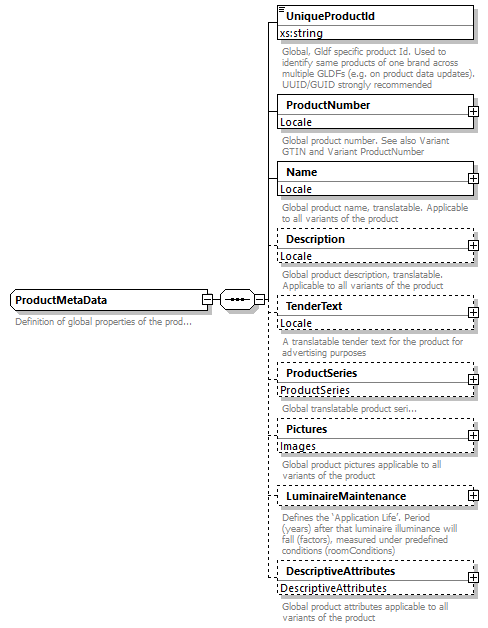 UniqueProductId
xs:string
Global, Gldf specific product Id. Used to
identify same products of one brand across
multiple GLDFs (e.g. on product data updates).
UUID/GUID strongly recommended
ProductNumber
Locale
Global product number. See also Variant
GTIN and Variant ProductNumber
Name
Locale
Global product name, translatable. Applicable
to all variants of the product
Description
Locale
Global product description, translatable.
Applicable to all variants of the product
ProductMetaData
Definition of global properties of the prod...
TenderText
Locale
A translatable tender text for the product for
advertising purposes
ProductSeries
ProductSeries
Global translatable product seri...
Pictures
Images
Global product pictures applicable to all
variants of the product
LuminaireMaintenance
Defines the 'Application Life'. Period
(years) after that luminaire illuminance will
fall (factors), measured under predefined
conditions (roomConditions)
DescriptiveAttributes
DescriptiveAttributes
Global product attributes applicable to all
variants of the product